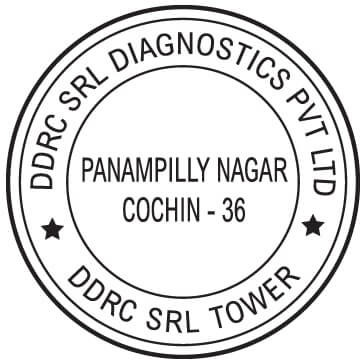 DDRC SRL DIAGNOSTICS PVT LTD
PANAMPILLY NAGAR
COCHIN - 36
DDRC SRL TOWER